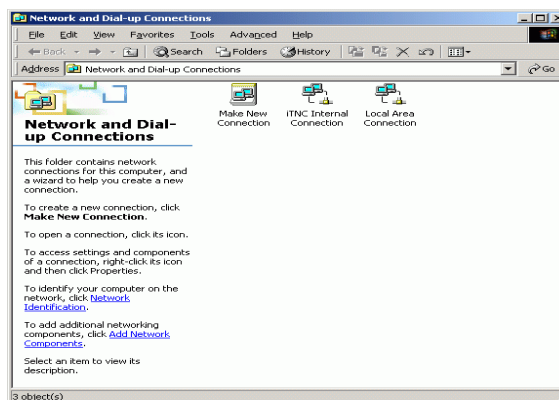 Network and Dial-up Connections
File Edit View Favorites Tools Advanced Help
Back Search Folders History
Address Network and Dial-up Connections Go
Make New
Connection
iTNC Internal
Connection
Local Area
Connection
Network and Dial-
up Connections
This folder contains network
connections for this computer, and
a wizard to help you create a new
connection.
To create a new connection, click
Make New Connection.
To open a connection, click its icon.
To access settings and components
of a connection, right-click its icon
and then click Properties.
To identify your computer on the
network, click Network
Identification.
To add additional networking
components, click Add Network
Components.
Select an item to view its
description.
3 object(s)